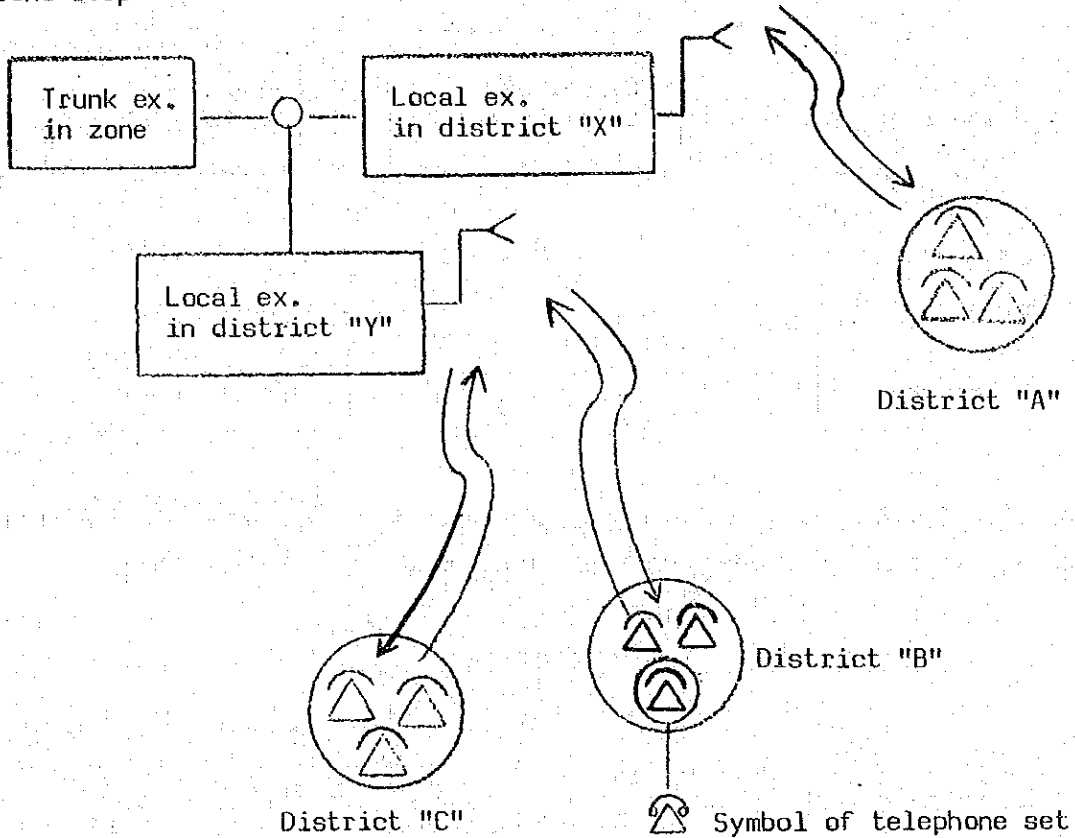 Trunk ex.
in zone
Local ex.
in district "X"
Local ex.
in district "Y"
District "A"
District "B"
District "C"
Symbol of telephone set